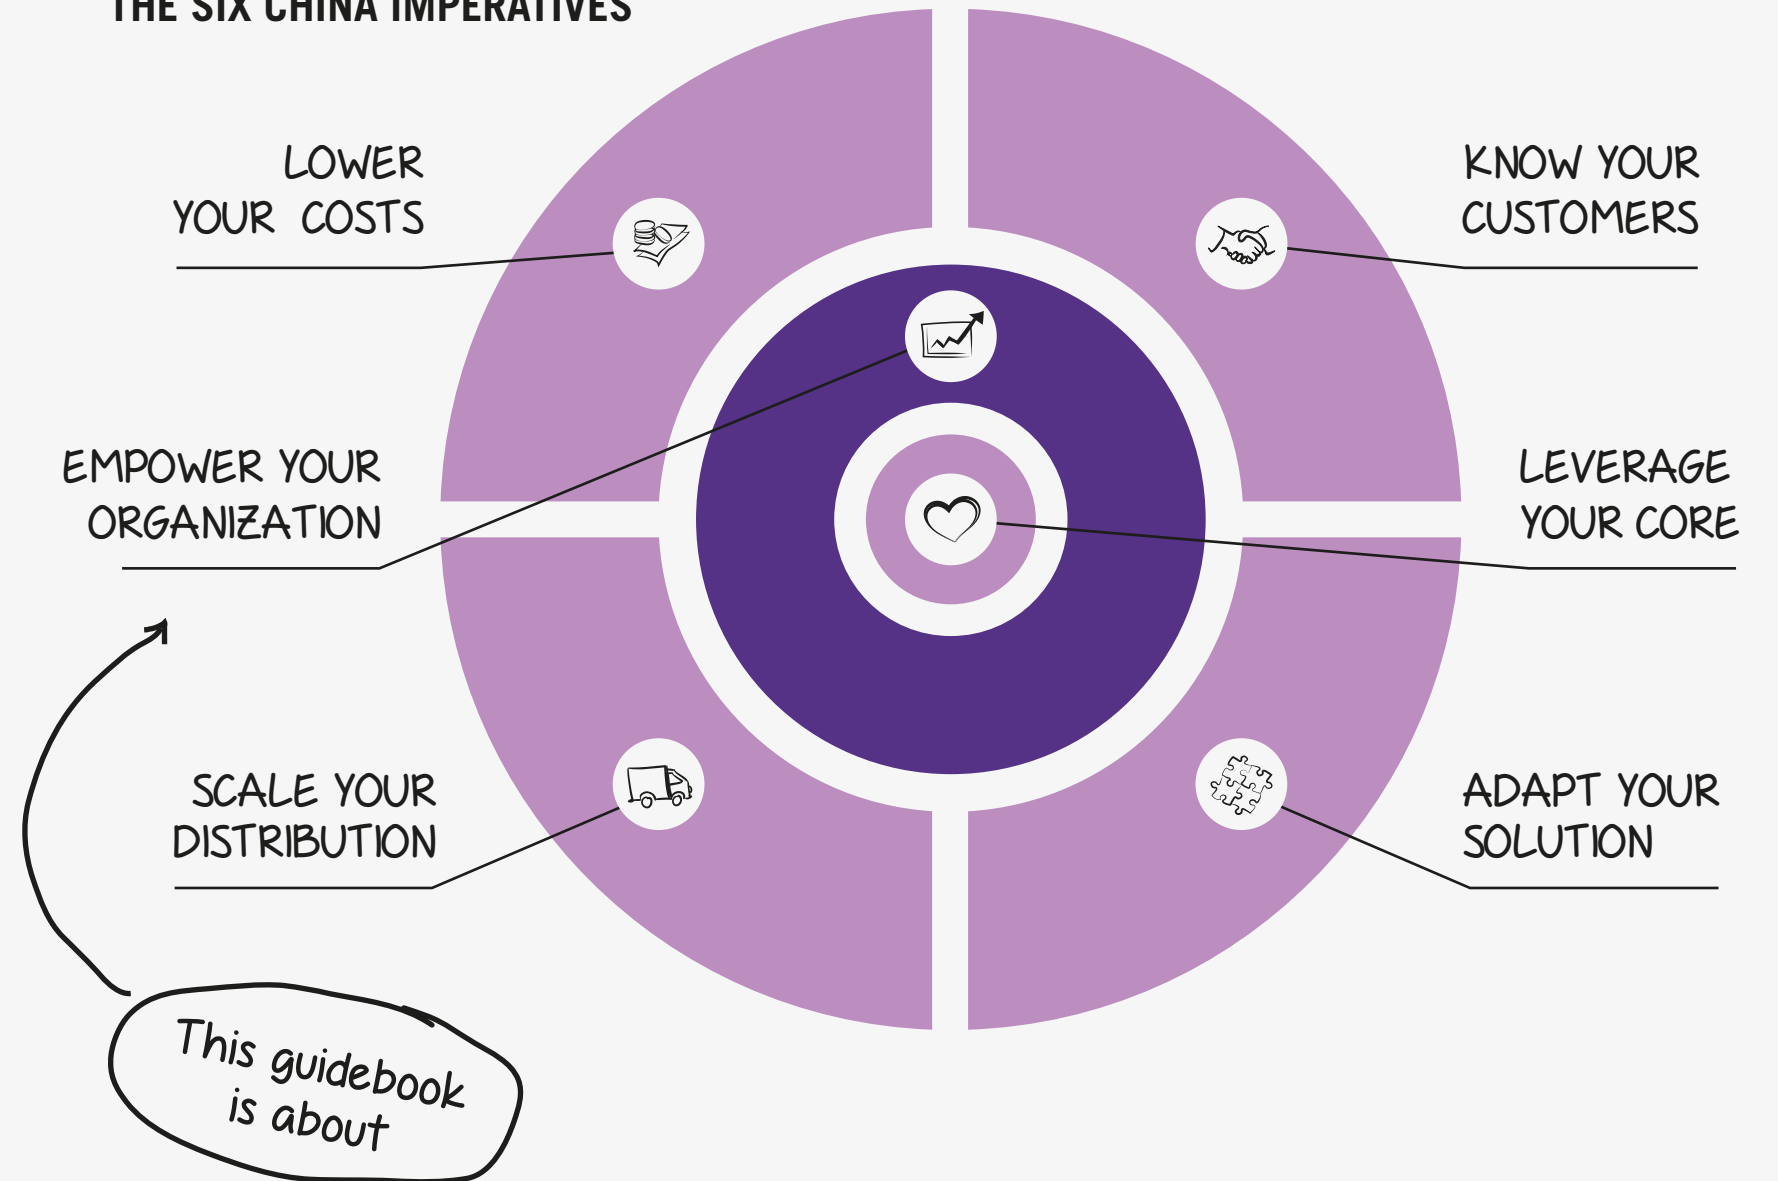 THE SIX CHINA IMPERATIVES
LOWER
YOUR COSTS
KNOW YOUR
CUSTOMERS
EMPOWER YOUR
ORGANIZATION
LEVERAGE
YOUR CORE
SCALE YOUR
DISTRIBUTION
ADAPT YOUR
SOLUTION
This guidebook
is about